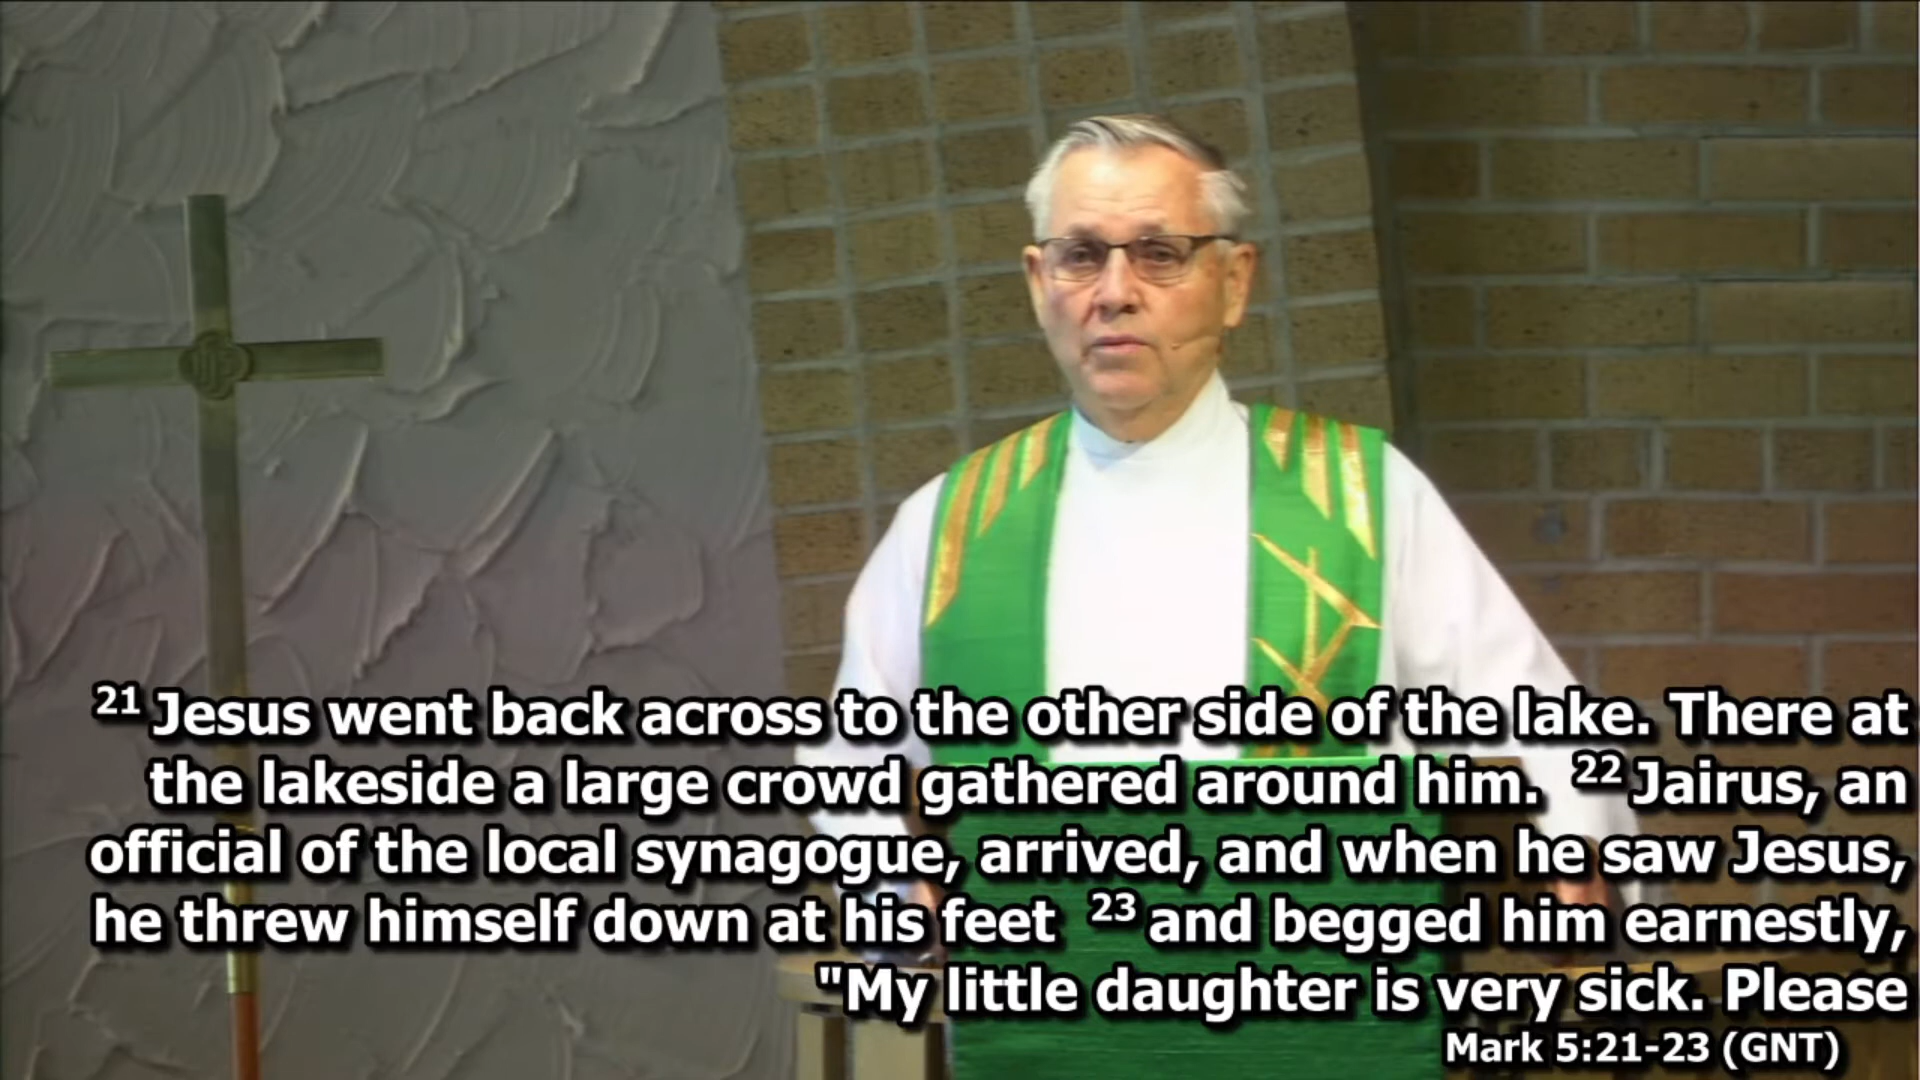 21 Jesus went back across to the other side of the lake. There at
the lakeside a large crowd gathered around him. 22 Jairus, an
official of the local synagogue, arrived, and when he saw Jesus,
he threw himself down at his feet 23 and begged him earnestly,
"My little daughter is very sick. Please
Mark 5:21-23 (GNT)